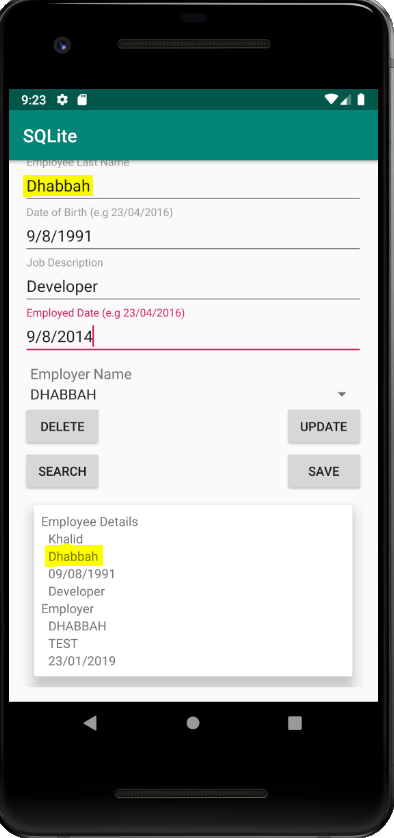 9:23
SQLite
Employee Last Name
Dhabbah
Date of Birth (e.g 23/04/2016)
9/8/1991
Job Description
Developer
Employed Date (e.g 23/04/2016)
9/8/2014
Employer Name
DHABBAH
DELETE UPDATE
SEARCH SAVE
Employee Details
Khalid
Dhabbah
09/08/1991
Developer
Employer
DHABBAH
TEST
23/01/2019